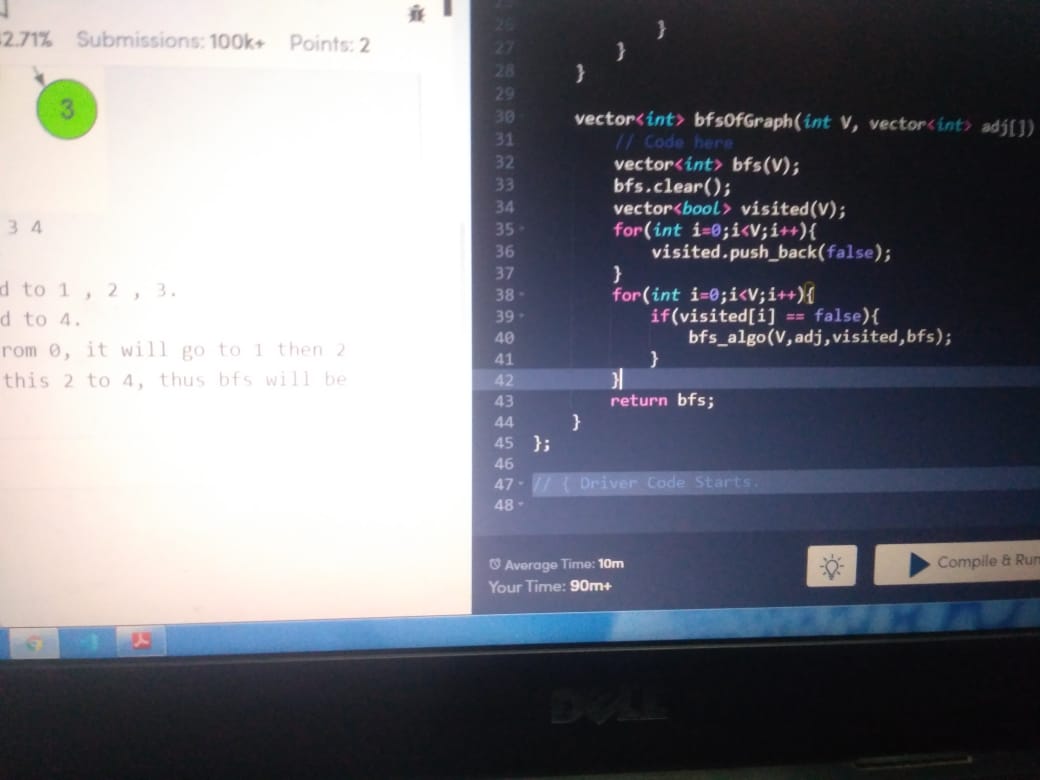 2.71% Submissions: 100k+ Points: 2
3
3 4
d to 1 , 2 , 3.
d to 4.
rom 0, it will go to 1 then 2
this 2 to 4, thus bfs will be
26 }
27 }
28 }
29
30 vector<int> bfsOfGraph(int V, vector<int> adj[])
31 // Code here
32 vector<int> bfs(V);
33 bfs.clear();
34 vector<bool> visited(V);
35 for(int i=0;i<V;i++){
36 visited.push_back(false);
37 }
38 for(int i=0;i<V;i++){
39 if(visited[i] == false){
40 bfs_algo(V,adj,visited,bfs);
41 }
42 }
43 return bfs;
44 }
45 };
46
47 // { Driver Code Starts.
48
Average Time: 10m
Your Time: 90m+
Compile & Run
DELL